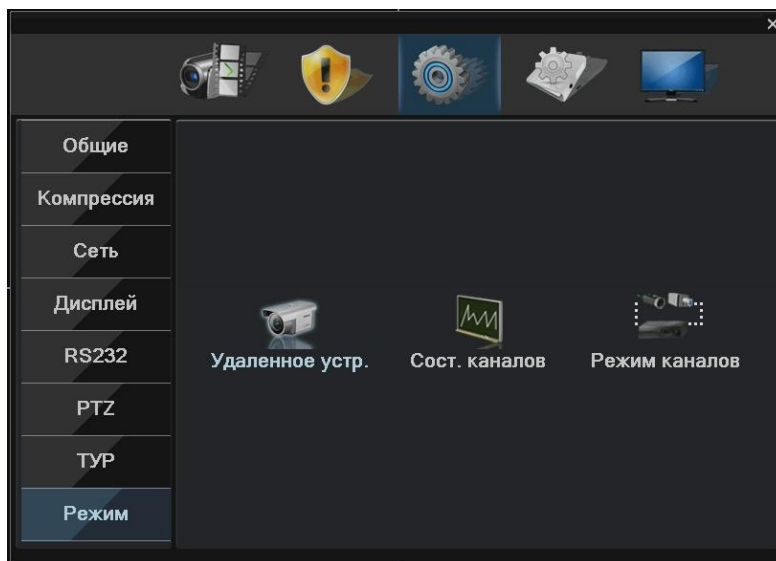 Общие
Компрессия
Сеть
Дисплей
RS232
PTZ
ТУР
Режим
Удаленное устр. Сост. каналов Режим каналов